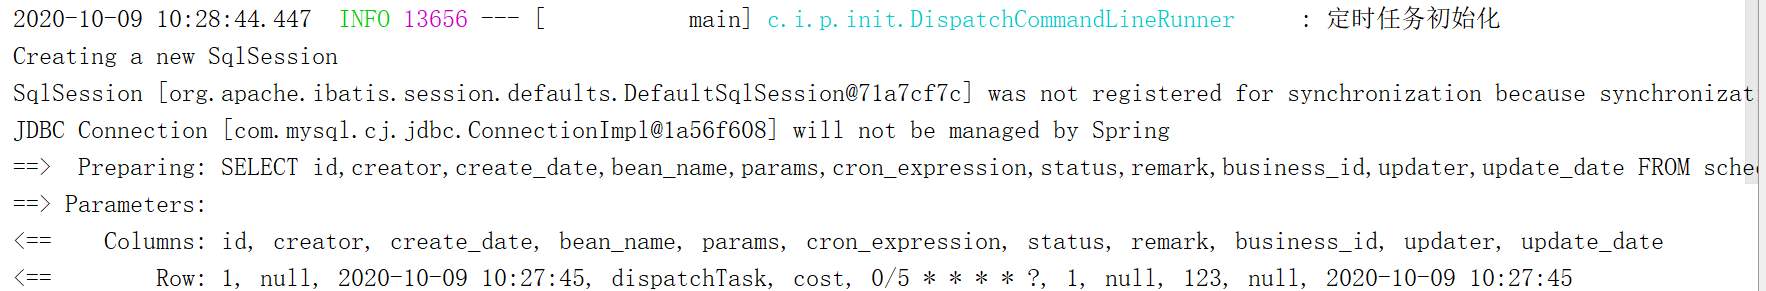 2020-10-09 10:28:44.447  INFO 13656 --- [           main] c.i.p.init.DispatchCommandLineRunner     : 定时任务初始化
Creating a new SqlSession
SqlSession [org.apache.ibatis.session.defaults.DefaultSqlSession@71a7cf7c] was not registered for synchronization because synchronizat
JDBC Connection [com.mysql.cj.jdbc.ConnectionImpl@1a56f608] will not be managed by Spring
==>  Preparing: SELECT id,creator,create_date,bean_name,params,cron_expression,status,remark,business_id,updater,update_date FROM sche
==> Parameters:
<==    Columns: id, creator, create_date, bean_name, params, cron_expression, status, remark, business_id, updater, update_date
<==        Row: 1, null, 2020-10-09 10:27:45, dispatchTask, cost, 0/5 * * * * ?, 1, null, 123, null, 2020-10-09 10:27:45